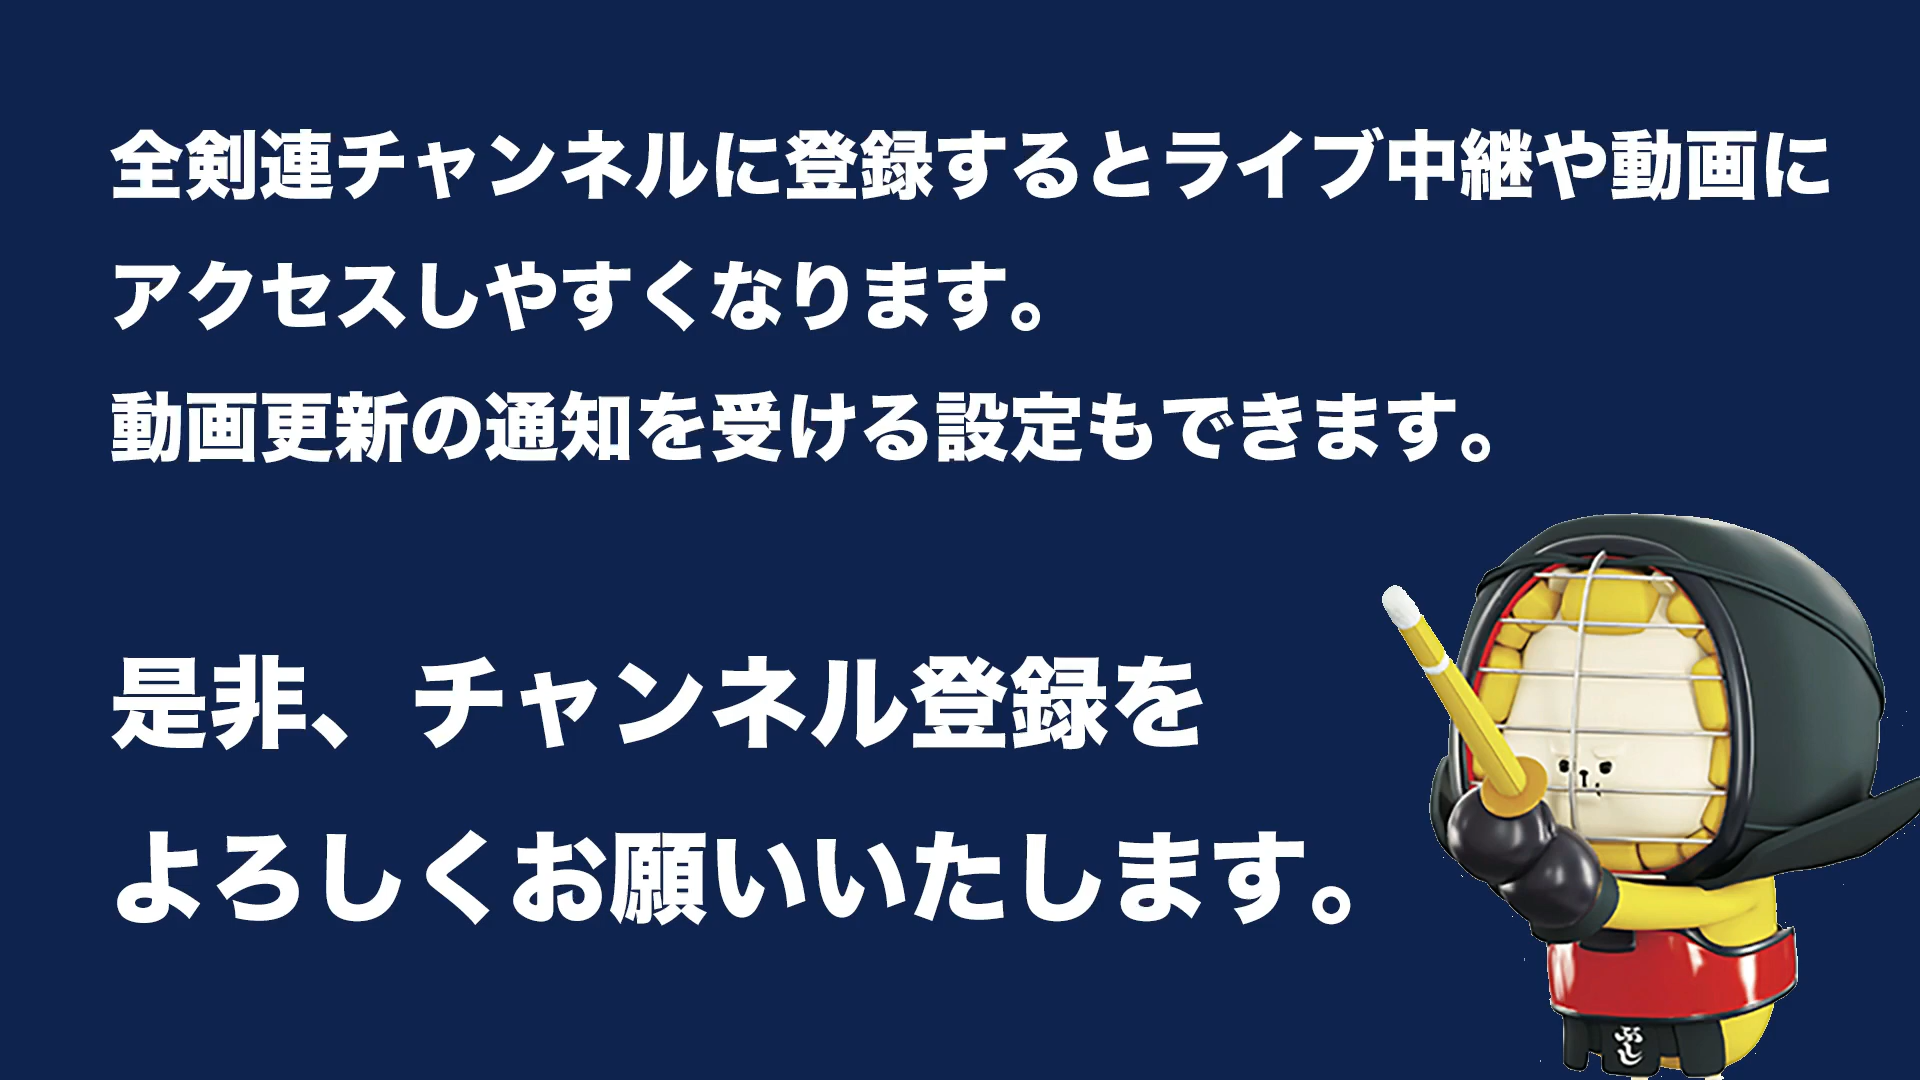 全剣連チャンネルに登録するとライブ中継や動画に
アクセスしやすくなります。
動画更新の通知を受ける設定もできます。
是非、チャンネル登録を
よろしくお願いいたします。
ぶし